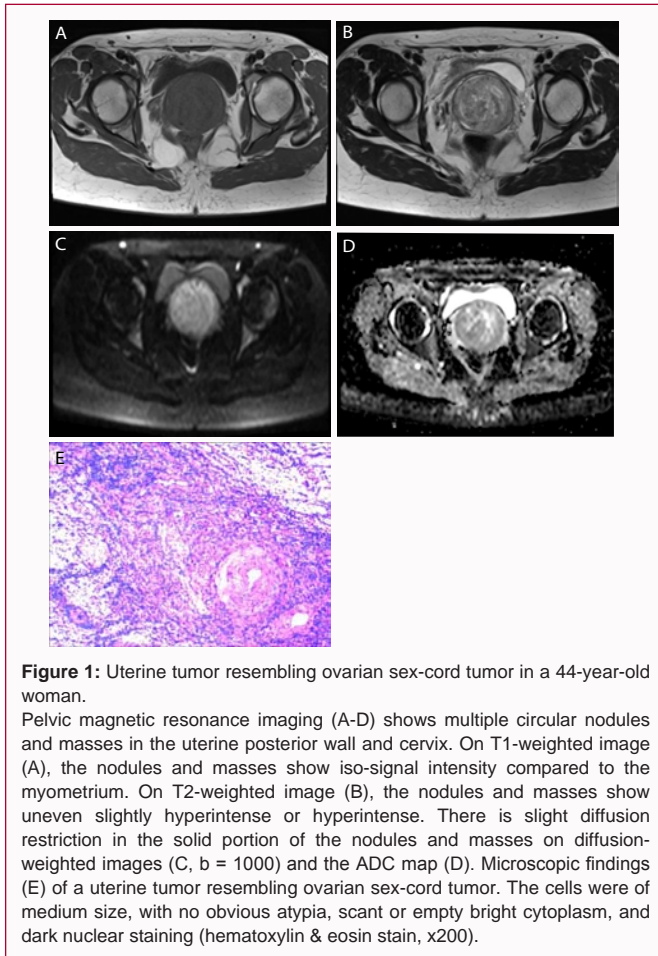 A
B
C
D
E
Figure 1: Uterine tumor resembling ovarian sex-cord tumor in a 44-year-old
woman.
Pelvic magnetic resonance imaging (A-D) shows multiple circular nodules
and masses in the uterine posterior wall and cervix. On T1-weighted image
(A), the nodules and masses show iso-signal intensity compared to the
myometrium. On T2-weighted image (B), the nodules and masses show
uneven slightly hyperintense or hyperintense. There is slight diffusion
restriction in the solid portion of the nodules and masses on diffusion-
weighted images (C, b = 1000) and the ADC map (D). Microscopic findings
(E) of a uterine tumor resembling ovarian sex-cord tumor. The cells were of
medium size, with no obvious atypia, scant or empty bright cytoplasm, and
dark nuclear staining (hematoxylin & eosin stain, x200).